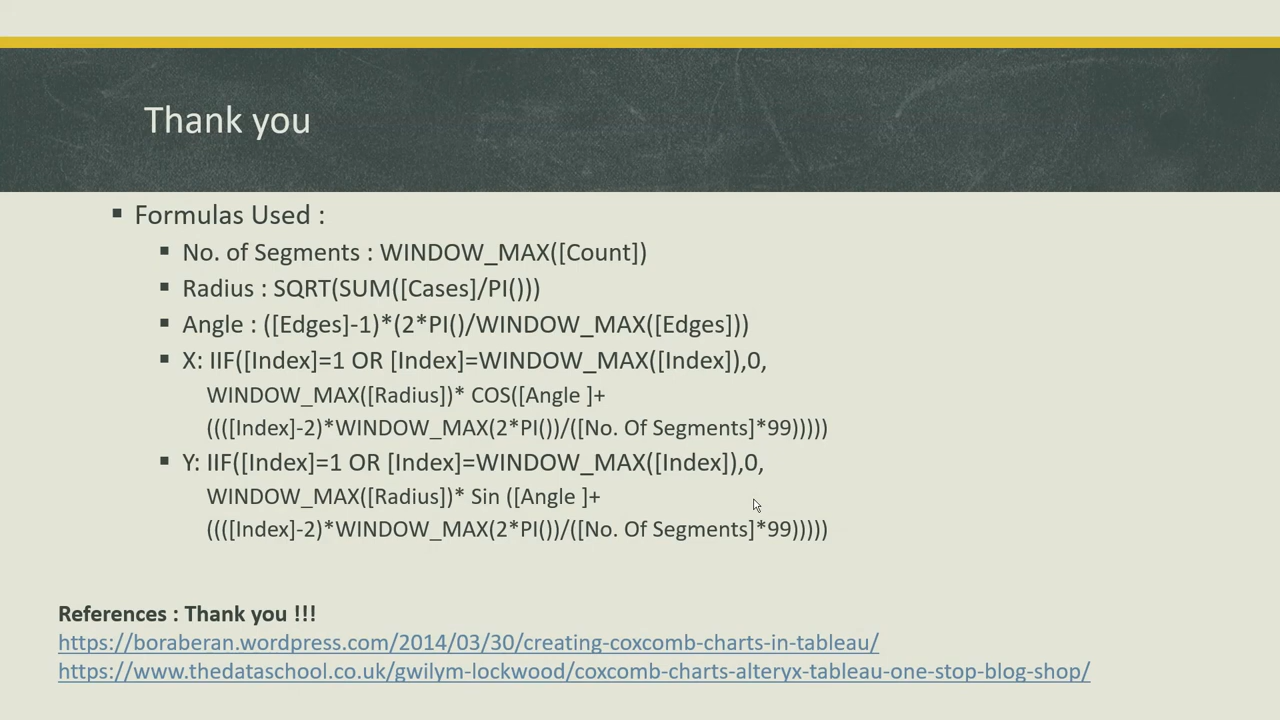 Thank you
Formulas Used :
No. of Segments : WINDOW_MAX([Count])
Radius : SQRT(SUM([Cases]/PI()))
Angle : ([Edges]-1)*(2*PI()/WINDOW_MAX([Edges]))
X: IIF([Index]=1 OR [Index]=WINDOW_MAX([Index]),0,
WINDOW_MAX([Radius])* COS([Angle ]+
((([Index]-2)*WINDOW_MAX(2*PI())/([No. Of Segments]*99)))))
Y: IIF([Index]=1 OR [Index]=WINDOW_MAX([Index]),0,
WINDOW_MAX([Radius])* Sin ([Angle ]+
((([Index]-2)*WINDOW_MAX(2*PI())/([No. Of Segments]*99)))))
References : Thank you !!!
https://boraberan.wordpress.com/2014/03/30/creating-coxcomb-charts-in-tableau/
https://www.thedataschool.co.uk/gwilym-lockwood/coxcomb-charts-alteryx-tableau-one-stop-blog-shop/